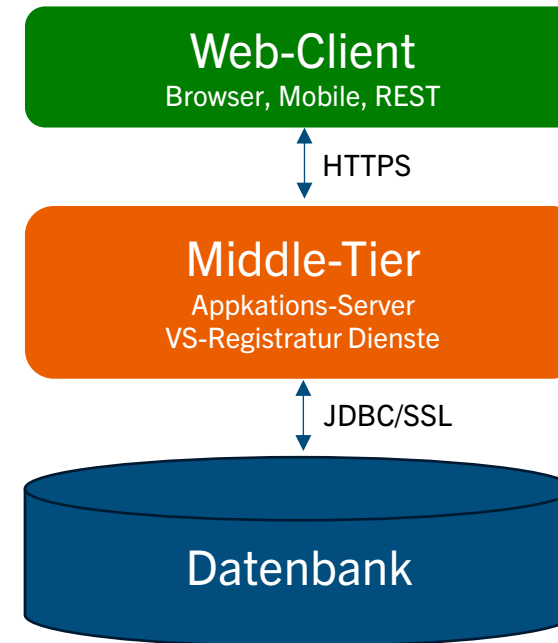 Web-Client
Browser, Mobile, REST
HTTPS
Middle-Tier
Appkations-Server
VS-Registratur Dienste
JDBC/SSL
Datenbank